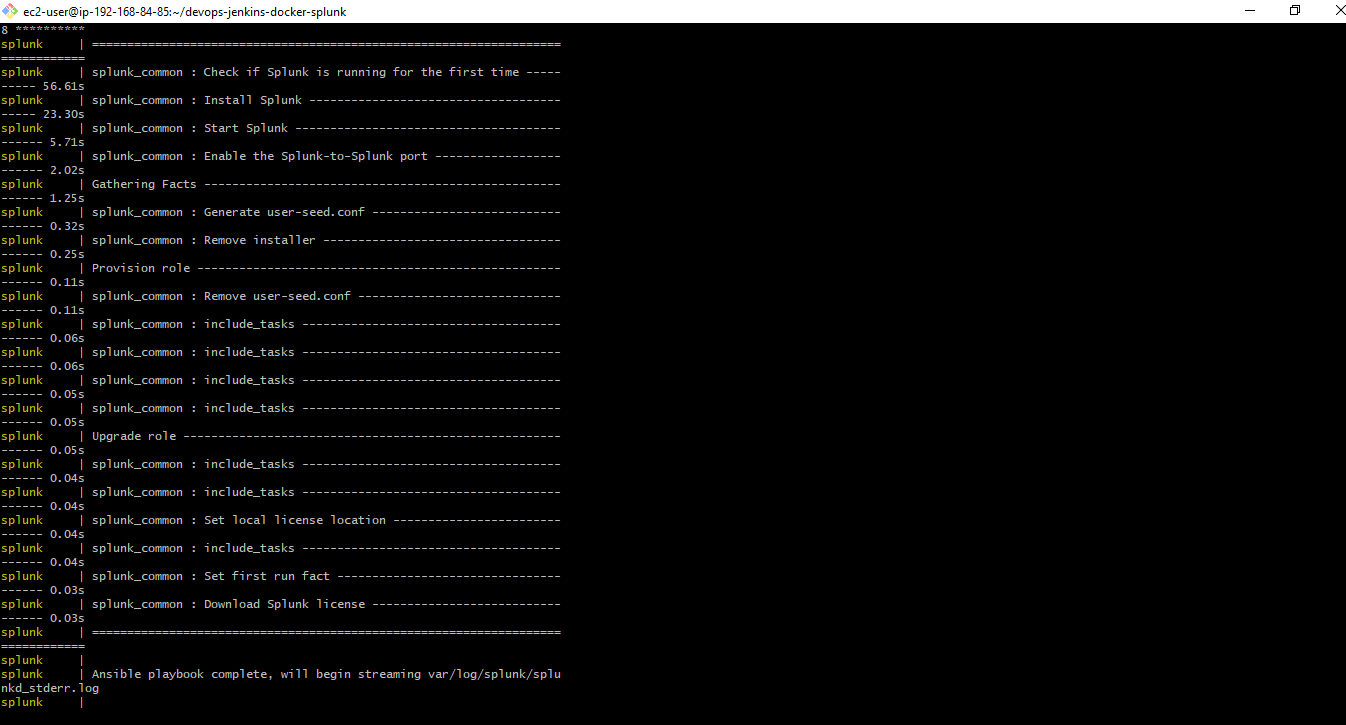 ec2-user@ip-192-168-84-85:~/devops-jenkins-docker-splunk
8 **********
splunk     | ===================================================================
============
splunk     | splunk_common : Check if Splunk is running for the first time -----
----- 56.61s
splunk     | splunk_common : Install Splunk ------------------------------------
----- 23.30s
splunk     | splunk_common : Start Splunk --------------------------------------
------ 5.71s
splunk     | splunk_common : Enable the Splunk-to-Splunk port ------------------
------ 2.02s
splunk     | Gathering Facts ---------------------------------------------------
------ 1.25s
splunk     | splunk_common : Generate user-seed.conf ---------------------------
------ 0.32s
splunk     | splunk_common : Remove installer ----------------------------------
------ 0.25s
splunk     | Provision role ----------------------------------------------------
------ 0.11s
splunk     | splunk_common : Remove user-seed.conf -----------------------------
------ 0.11s
splunk     | splunk_common : include_tasks -------------------------------------
------ 0.06s
splunk     | splunk_common : include_tasks -------------------------------------
------ 0.06s
splunk     | splunk_common : include_tasks -------------------------------------
------ 0.05s
splunk     | splunk_common : include_tasks -------------------------------------
------ 0.05s
splunk     | Upgrade role ------------------------------------------------------
------ 0.05s
splunk     | splunk_common : include_tasks -------------------------------------
------ 0.04s
splunk     | splunk_common : include_tasks -------------------------------------
------ 0.04s
splunk     | splunk_common : Set local license location ------------------------
------ 0.04s
splunk     | splunk_common : include_tasks -------------------------------------
------ 0.04s
splunk     | splunk_common : Set first run fact --------------------------------
------ 0.03s
splunk     | splunk_common : Download Splunk license ---------------------------
------ 0.03s
splunk     | ===================================================================
============
splunk     |
splunk     | Ansible playbook complete, will begin streaming var/log/splunk/splu
nkd_stderr.log
splunk     |